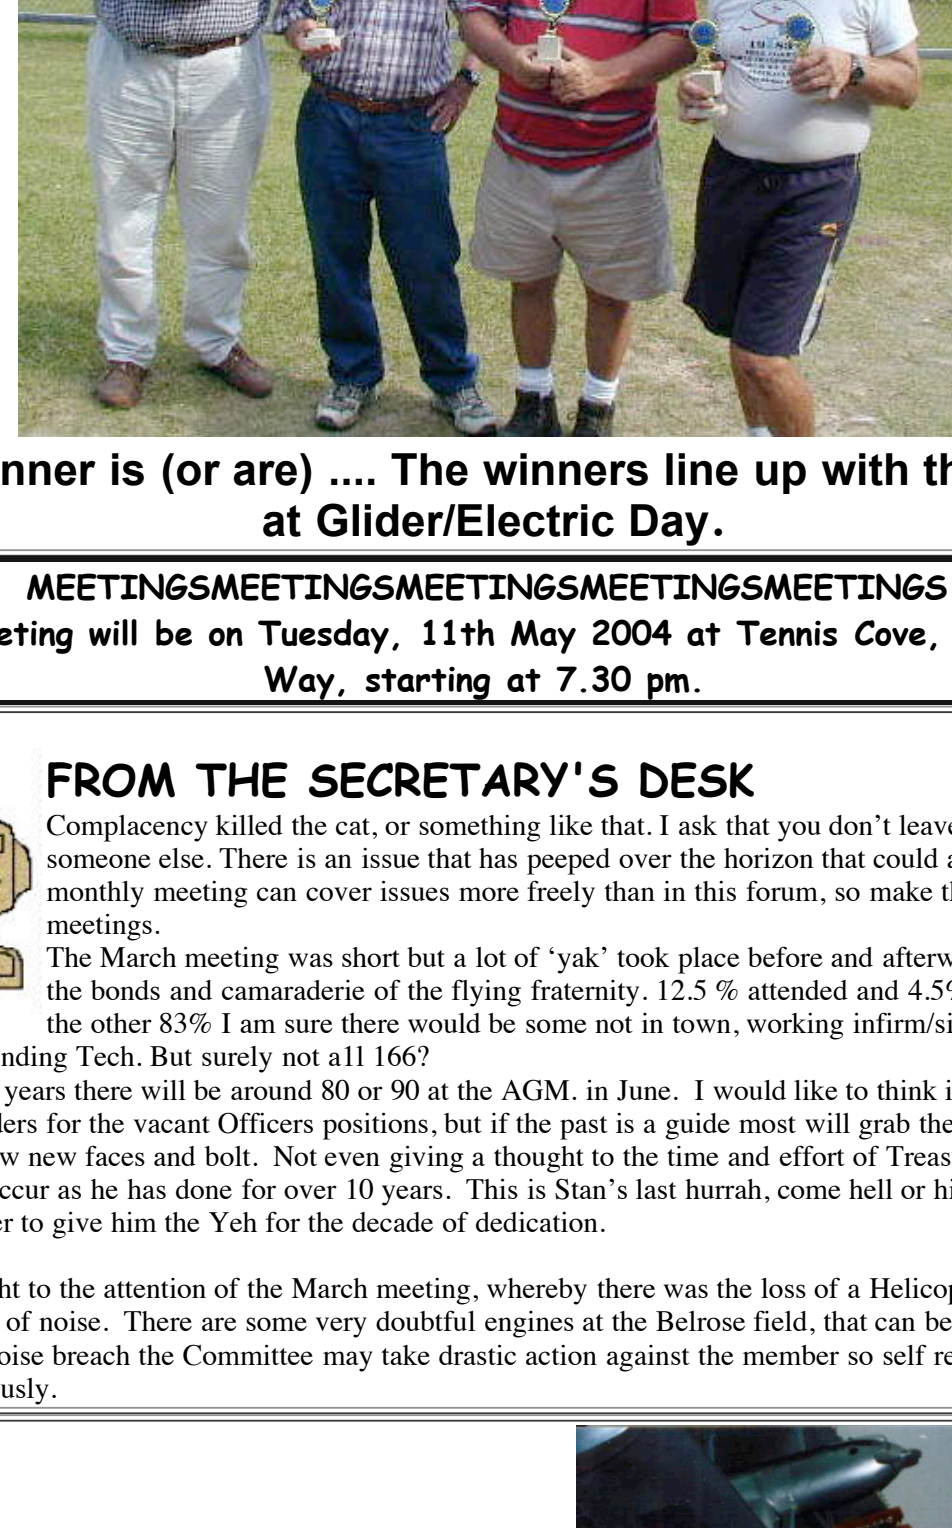 1983
nner is (or are) .... The winners line up with th
at Glider/Electric Day.
MEETINGSMEETINGSMEETINGSMEETINGSMEETINGS
eting will be on Tuesday, 11th May 2004 at Tennis Cove,
Way, starting at 7.30 pm.
FROM THE SECRETARY'S DESK
Complacency killed the cat, or something like that. I ask that you don’t leave
someone else. There is an issue that has peeped over the horizon that could a
monthly meeting can cover issues more freely than in this forum, so make th
meetings.
The March meeting was short but a lot of ‘yak’ took place before and afterw
the bonds and camaraderie of the flying fraternity. 12.5 % attended and 4.5%
the other 83% I am sure there would be some not in town, working infirm/si
nding Tech. But surely not a1l 166?
years there will be around 80 or 90 at the AGM. in June.  I would like to think i
ders for the vacant Officers positions, but if the past is a guide most will grab the
w new faces and bolt.  Not even giving a thought to the time and effort of Treas
ccur as he has done for over 10 years.  This is Stan’s last hurrah, come hell or hi
er to give him the Yeh for the decade of dedication.
ht to the attention of the March meeting, whereby there was the loss of a Helicop
of noise.  There are some very doubtful engines at the Belrose field, that can be
oise breach the Committee may take drastic action against the member so self re
usly.